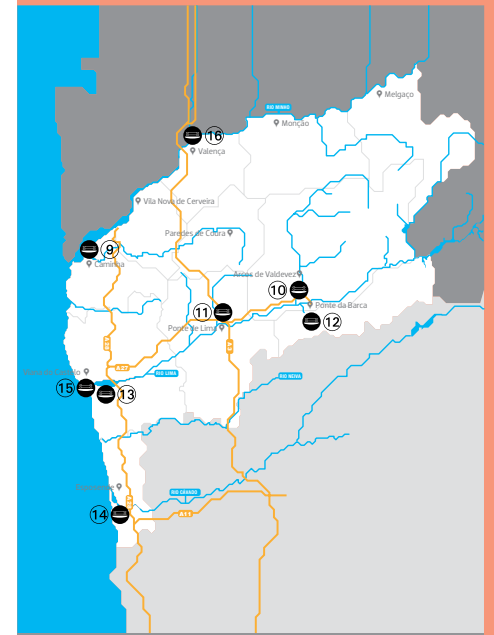 Melgaço
RIO MINHO
Monção
16
Valença
Vila Nova de Cerveira
Paredes de Coura
9
Caminha
Arcos de Valdevez
10
Ponte da Barca
11
12
Ponte de Lima
A28
A27
A3
RIO LIMA
RIO NEIVA
15
13
RIO CÁVADO
14
A11